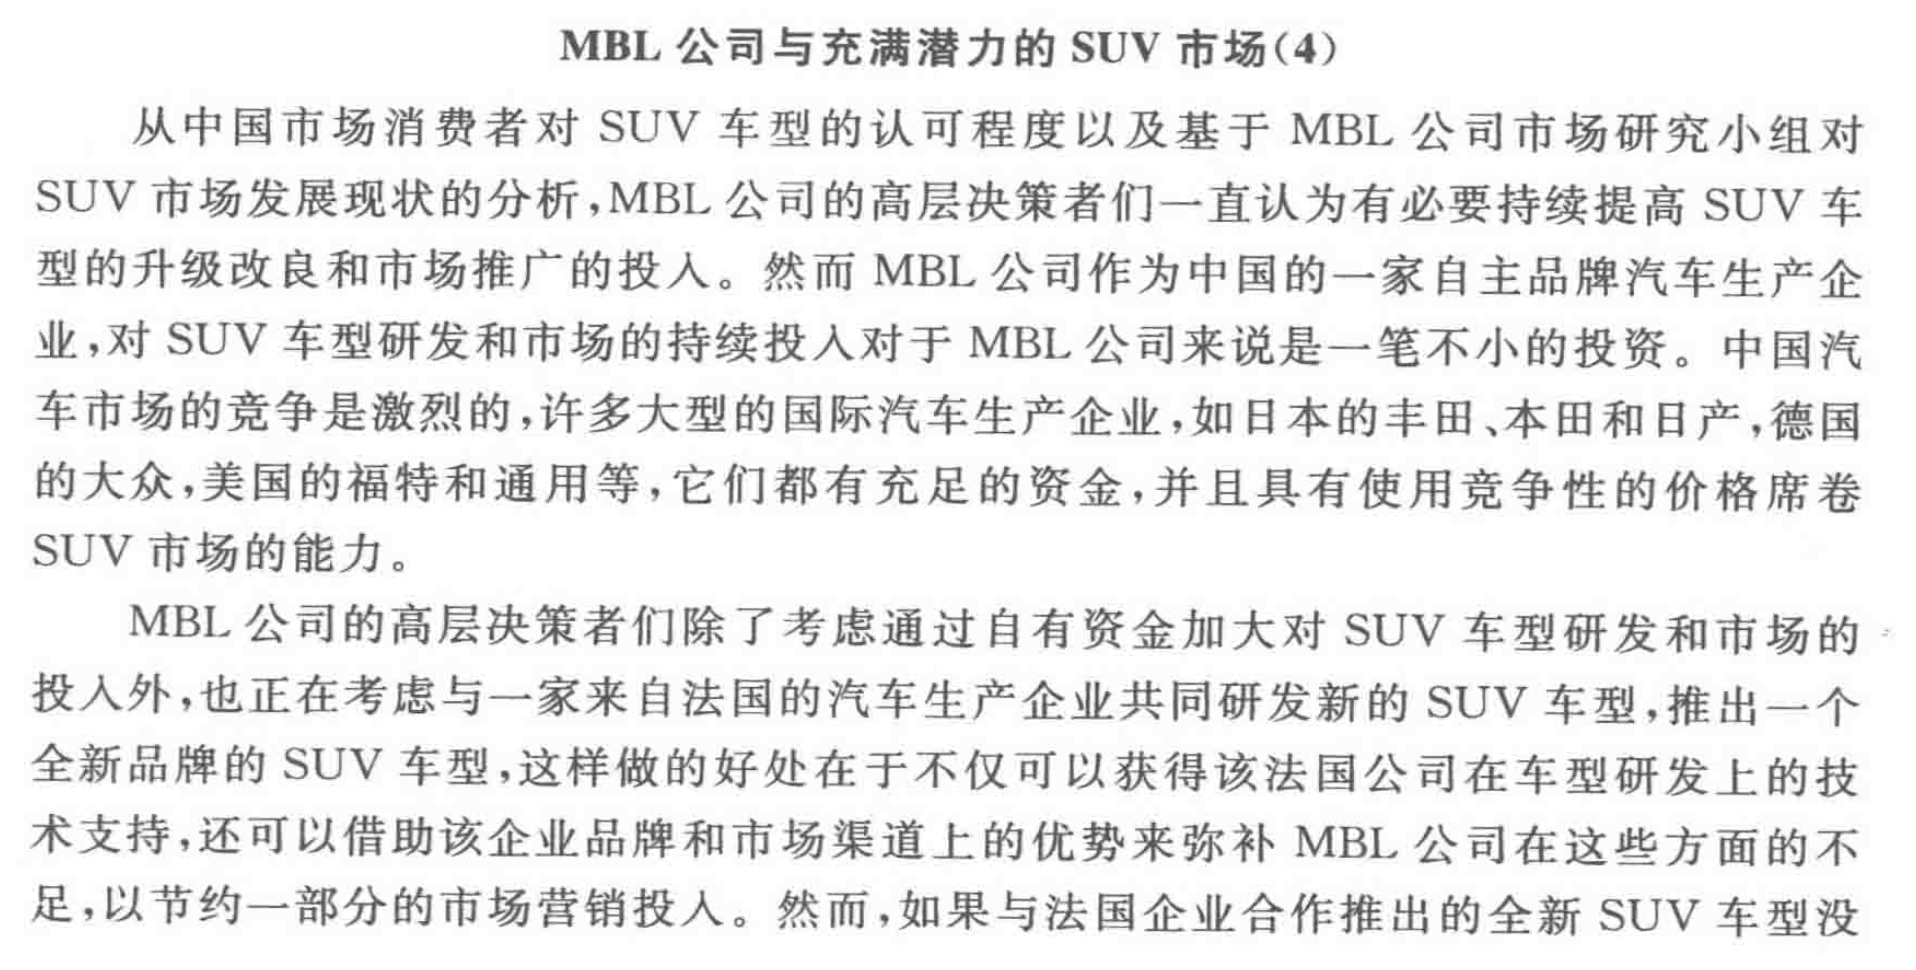 MBL 公司与充满潜力的 SUV 市场(4)
从中国市场消费者对 SUV 车型的认可程度以及基于 MBL 公司市场研究小组对
SUV 市场发展现状的分析,MBL 公司的高层决策者们一直认为有必要持续提高 SUV 车
型的升级改良和市场推广的投入。然而 MBL 公司作为中国的一家自主品牌汽车生产企
业,对 SUV 车型研发和市场的持续投入对于 MBL 公司来说是一笔不小的投资。中国汽
车市场的竞争是激烈的,许多大型的国际汽车生产企业,如日本的丰田、本田和日产,德国
的大众,美国的福特和通用等,它们都有充足的资金,并且具有使用竞争性的价格席卷
SUV 市场的能力。
MBL 公司的高层决策者们除了考虑通过自有资金加大对 SUV 车型研发和市场的
投入外,也正在考虑与一家来自法国的汽车生产企业共同研发新的 SUV 车型,推出一个
全新品牌的 SUV 车型,这样做的好处在于不仅可以获得该法国公司在车型研发上的技
术支持,还可以借助该企业品牌和市场渠道上的优势来弥补 MBL 公司在这些方面的不
足,以节约一部分的市场营销投入。然而,如果与法国企业合作推出的全新 SUV 车型没